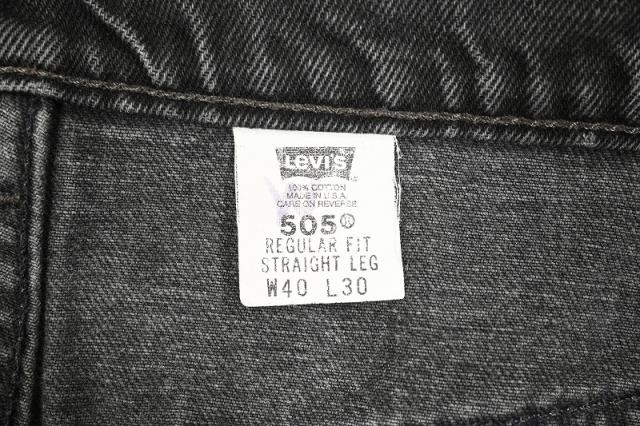 LEVI'S
100% COTTON
MADE IN U.S.A.
CARE ON REVERSE
505®
REGULAR FIT
STRAIGHT LEG
W40 L30